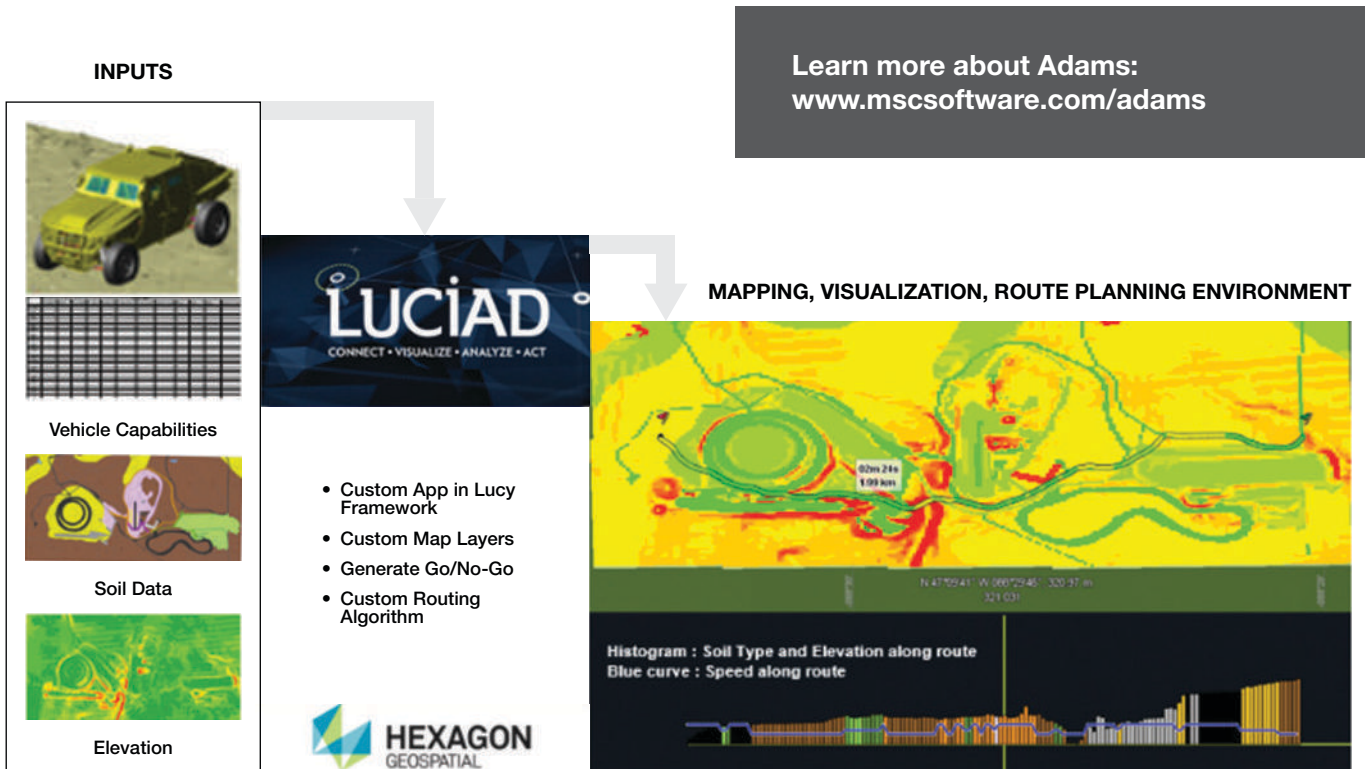 Learn more about Adams:
www.mscsoftware.com/adams
INPUTS
Vehicle Capabilities
Soil Data
Elevation
LUCiAD
CONNECT • VISUALIZE • ANALYZE • ACT
• Custom App in Lucy
Framework
• Custom Map Layers
• Generate Go/No-Go
• Custom Routing
Algorithm
HEXAGON
GEOSPATIAL
MAPPING, VISUALIZATION, ROUTE PLANNING ENVIRONMENT
02m 24s
1.99 km
Histogram : Soil Type and Elevation along route
Blue curve : Speed along route